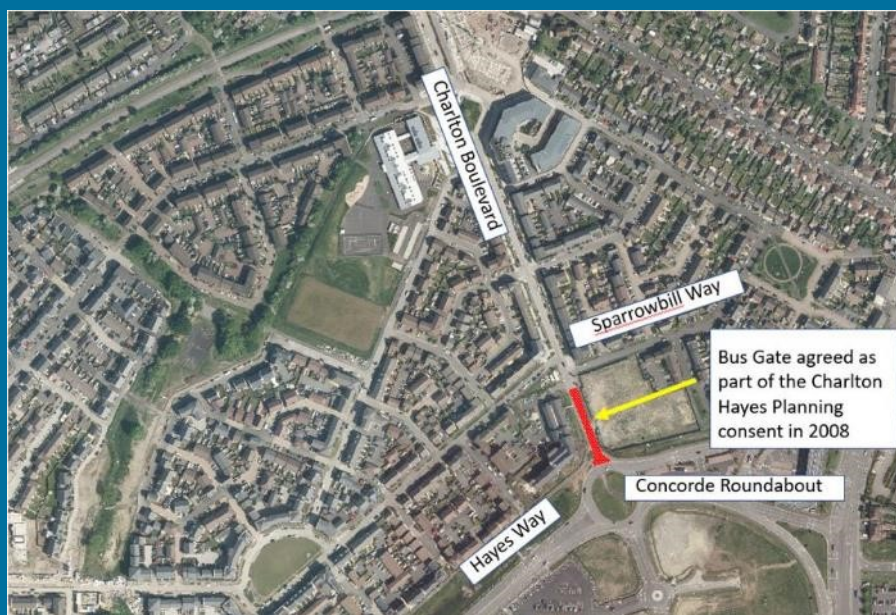 Charlton Boulevard
Sparrowbill Way
Bus Gate agreed as
part of the Charlton
Hayes Planning
consent in 2008
Concorde Roundabout
Hayes Way